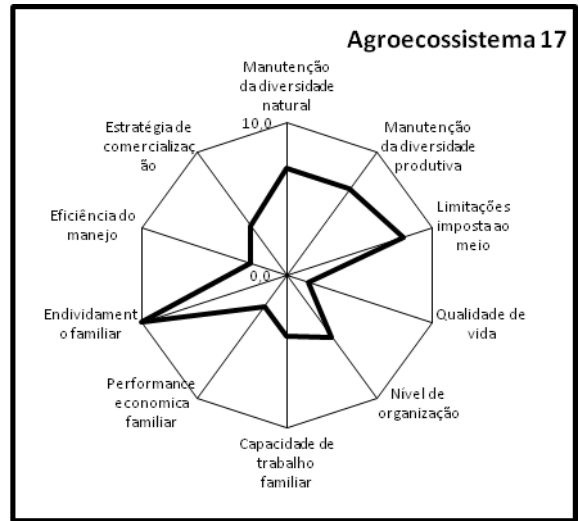 Agroecossistema 17
Manutenção
da diversidade
natural
10,0
Manutenção
da diversidade
produtiva
Limitações
imposta ao
meio
Qualidade de
vida
Nível de
organização
Capacidade de
trabalho
familiar
Performance
economica
familiar
Endividament
o familiar
Eficiência do
manejo
Estratégia de
comercializaç
ão
0,0